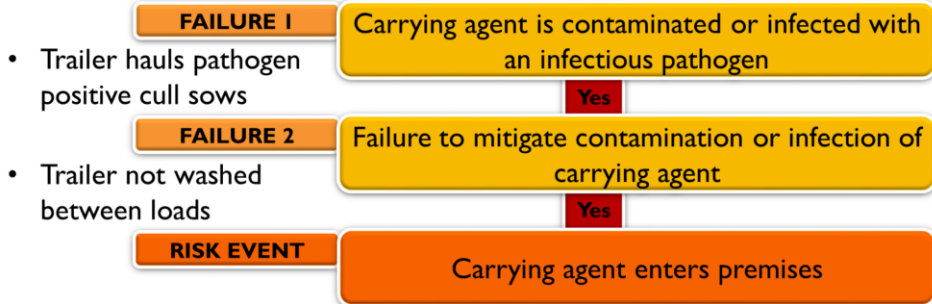 FAILURE 1
Carrying agent is contaminated or infected with
an infectious pathogen
• Trailer hauls pathogen
positive cull sows
Yes
FAILURE 2
Failure to mitigate contamination or infection of
carrying agent
• Trailer not washed
between loads
Yes
RISK EVENT
Carrying agent enters premises